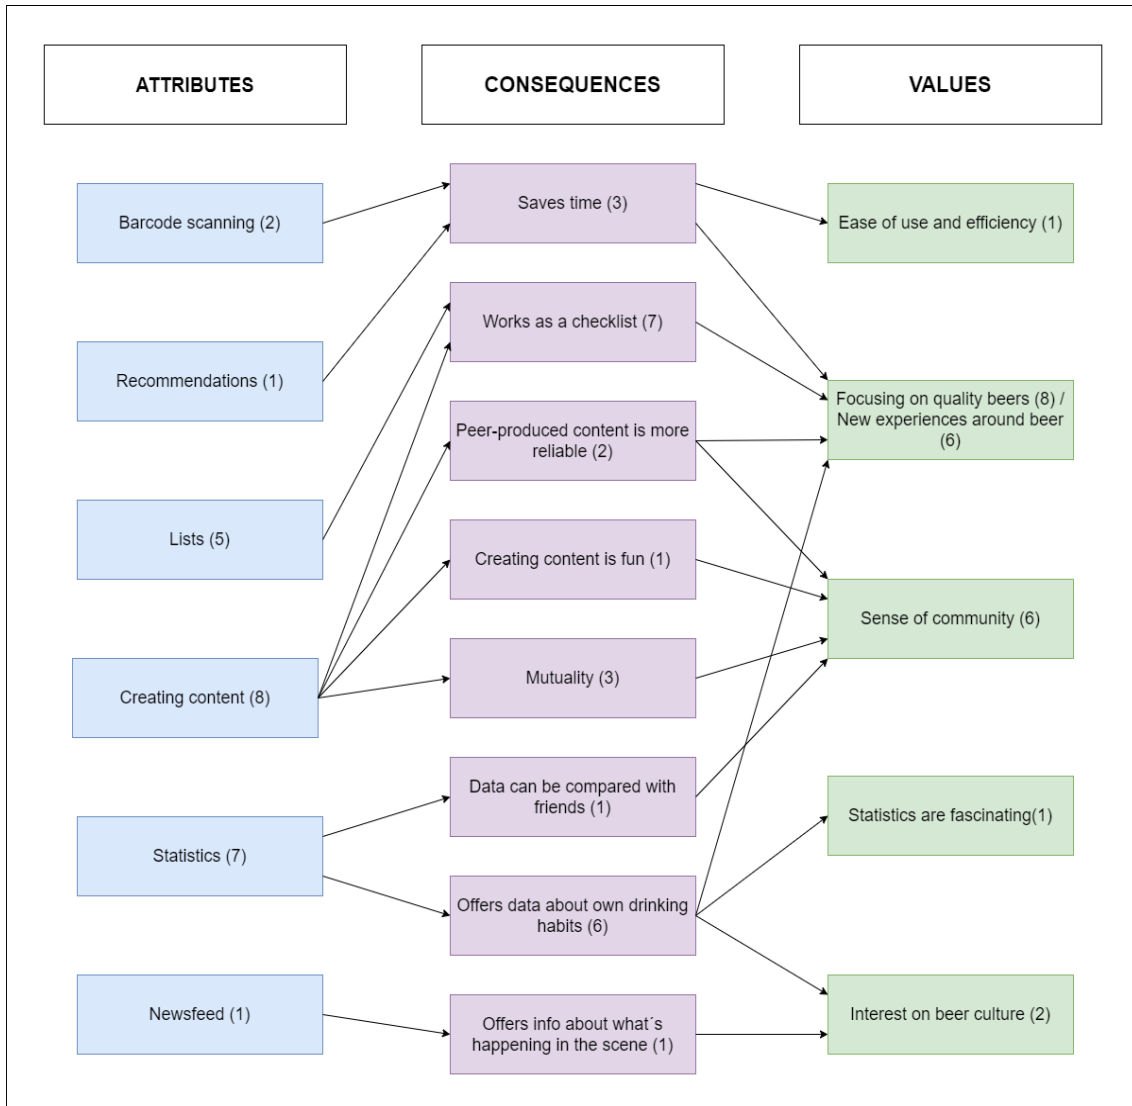 ATTRIBUTES
CONSEQUENCES
VALUES
Barcode scanning (2)
Recommendations (1)
Lists (5)
Creating content (8)
Statistics (7)
Newsfeed (1)
Saves time (3)
Works as a checklist (7)
Peer-produced content is more
reliable (2)
Creating content is fun (1)
Mutuality (3)
Data can be compared with
friends (1)
Offers data about own drinking
habits (6)
Offers info about what´s
happening in the scene (1)
Ease of use and efficiency (1)
Focusing on quality beers (8) /
New experiences around beer
(6)
Sense of community (6)
Statistics are fascinating(1)
Interest on beer culture (2)